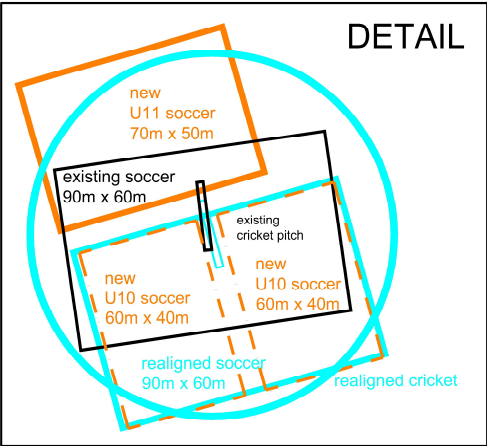 DETAIL
new
U11 soccer
70m x 50m
existing soccer
90m x 60m
existing
cricket pitch
new
U10 soccer
60m x 40m
new
U10 soccer
60m x 40m
realigned soccer
90m x 60m
realigned cricket